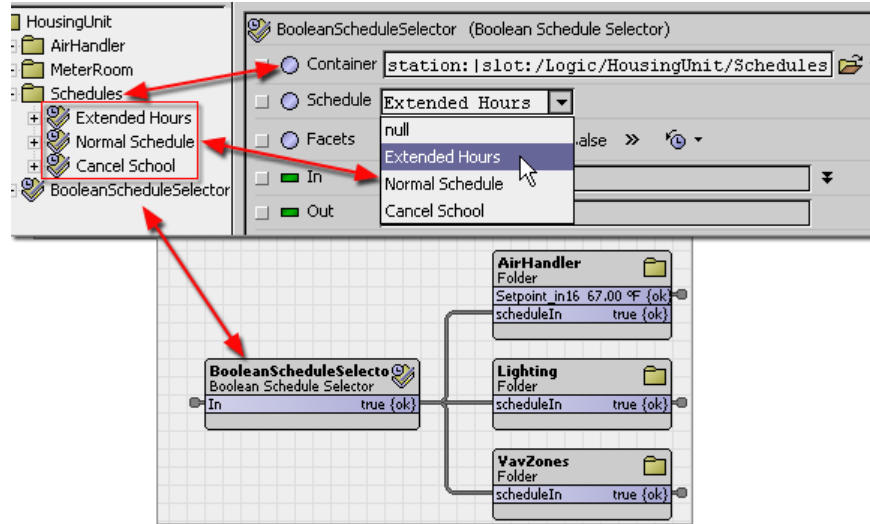 HousingUnit
AirHandler
MeterRoom
Schedules
Extended Hours
Normal Schedule
Cancel School
BooleanScheduleSelector
BooleanScheduleSelector (Boolean Schedule Selector)
Container station:|slot:/Logic/HousingUnit/Schedules
Schedule Extended Hours
null
Extended Hours
Normal Schedule
Cancel School
Facets
»
In
Out
AirHandler
Folder
Setpoint_in16 67.00 ºF {ok}
scheduleIn true {ok}
BooleanScheduleSelecto
Boolean Schedule Selector
In true {ok}
Lighting
Folder
scheduleIn true {ok}
VavZones
Folder
scheduleIn true {ok}